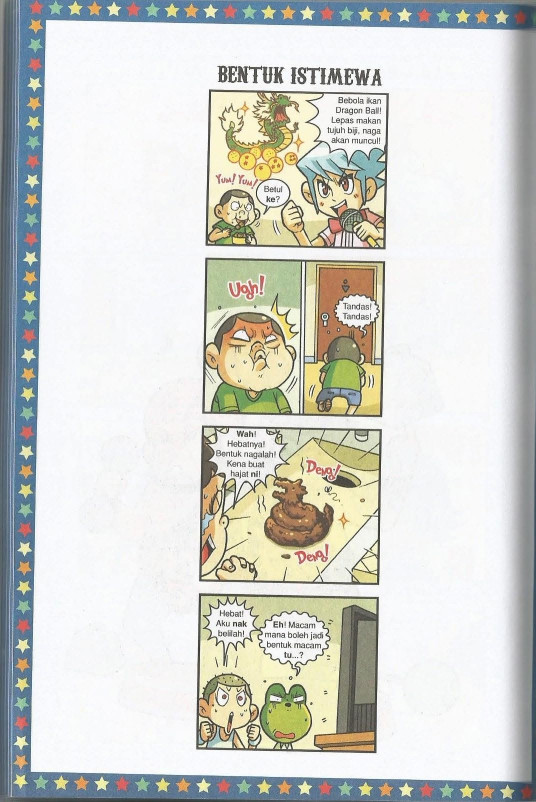 BENTUK ISTIMEWA
Bebola ikan
Dragon Ball!
Lepas makan
tujuh biji, naga
akan muncul!
YUM! YUM!
Betul
ke?
Ugh!
Tandas!
Tandas!
Wah!
Hebatnya!
Bentuk nagalah!
Kena buat
hajat ni!
Deng!
Deng!
Hebat!
Aku nak
belilah!
Eh! Macam
mana boleh jadi
bentuk macam
tu...?